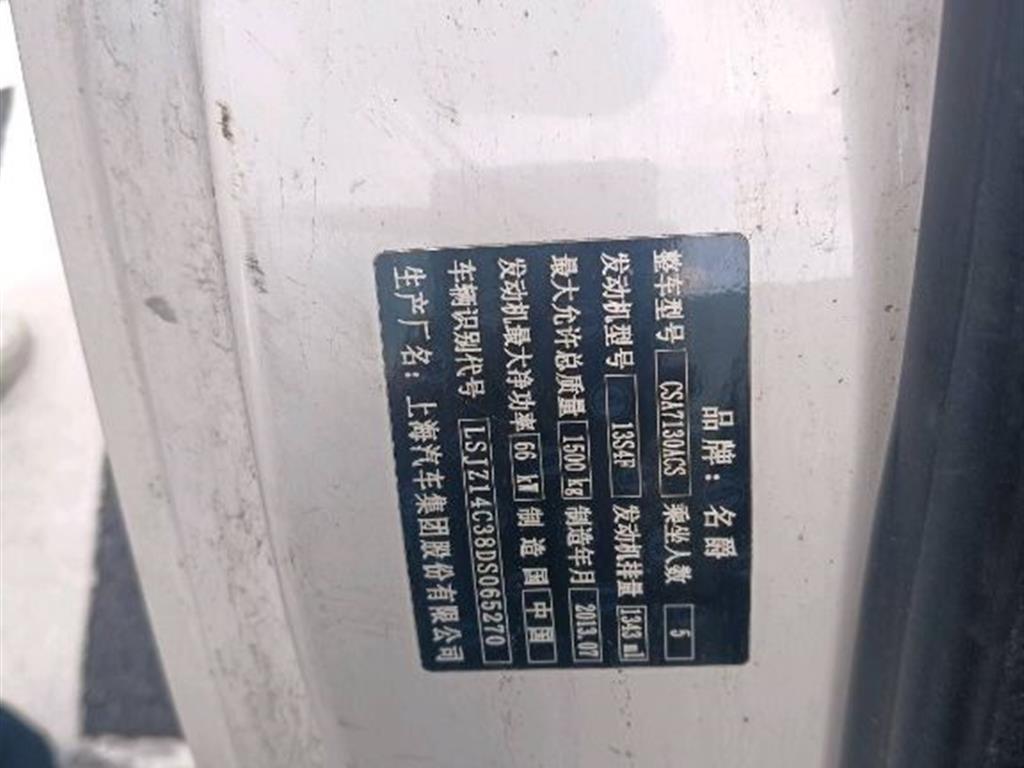 品牌：名爵
整车型号 CSA7130ACS 乘坐人数 5
发动机型号 13S4F 发动机排量 1343 ml
最大允许总质量 1500 kg 制造年月 2013.07
发动机最大净功率 66 kW 制造国 中国
车辆识别代号 LSJZ14C38DS065270
生产厂名：上海汽车集团股份有限公司